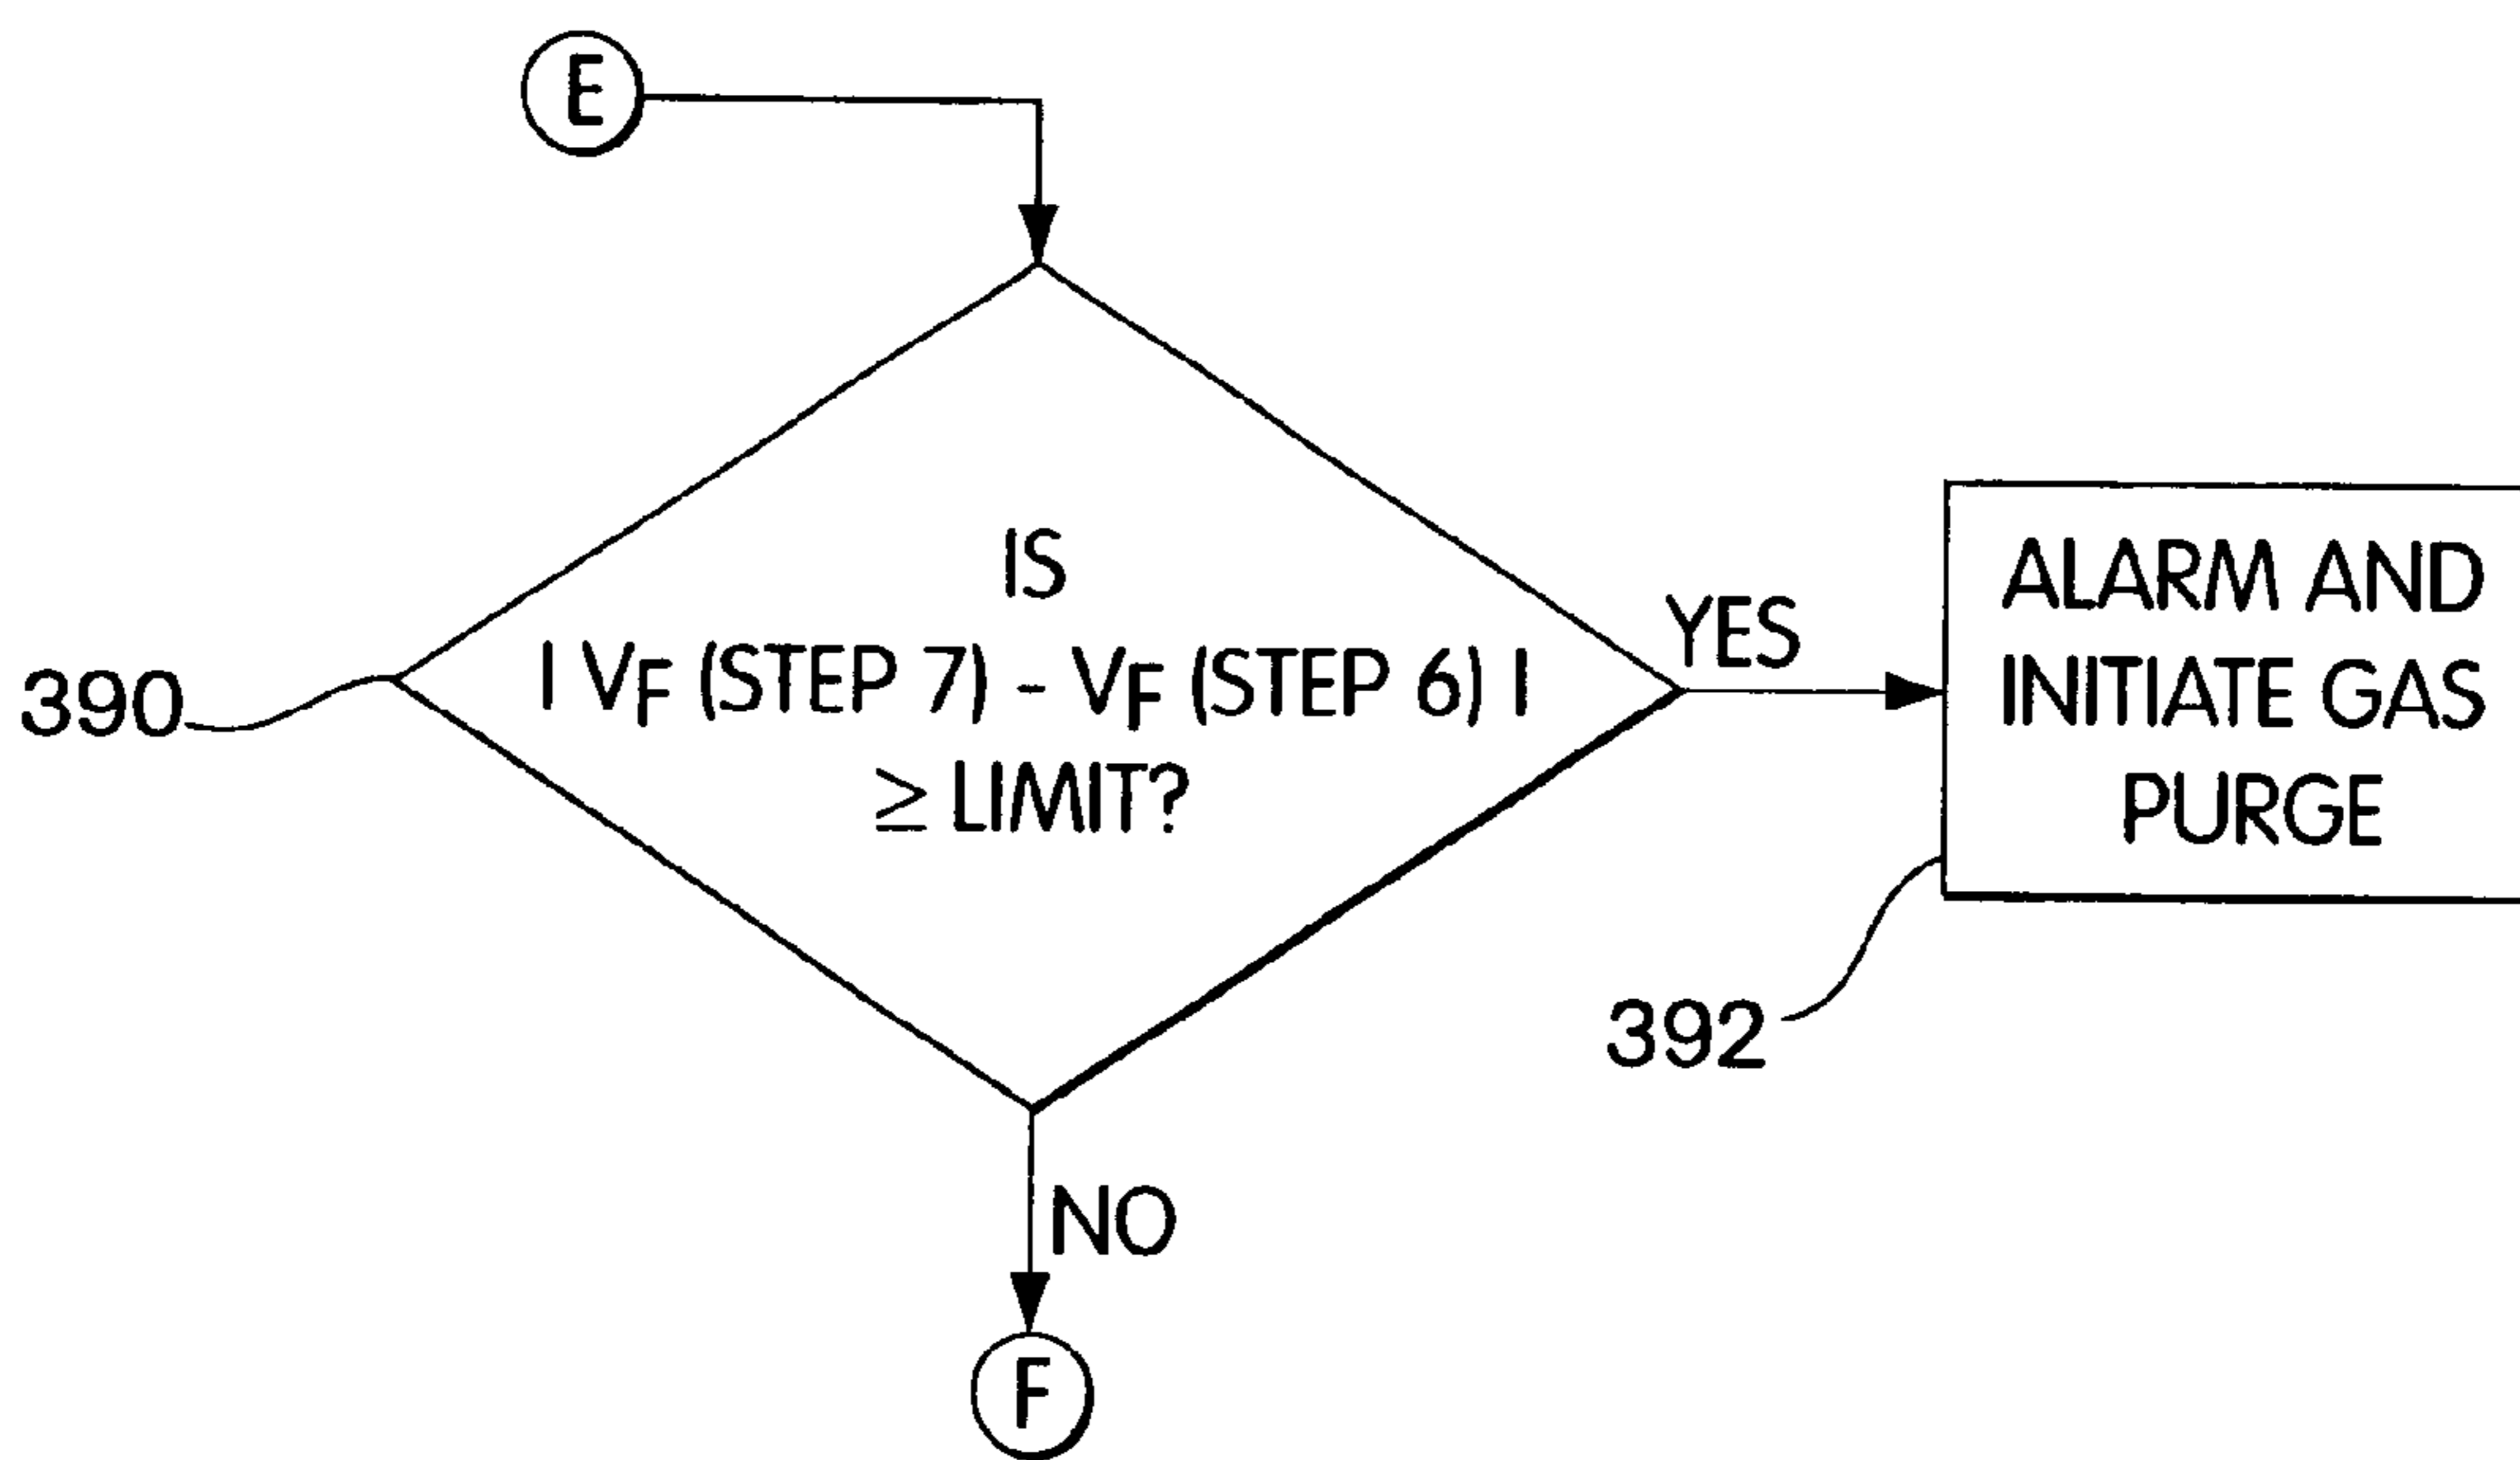 E
IS
| VF (STEP 7) - VF (STEP 6) |
≥ LIMIT?
390
YES
ALARM AND
INITIATE GAS
PURGE
392
NO
F